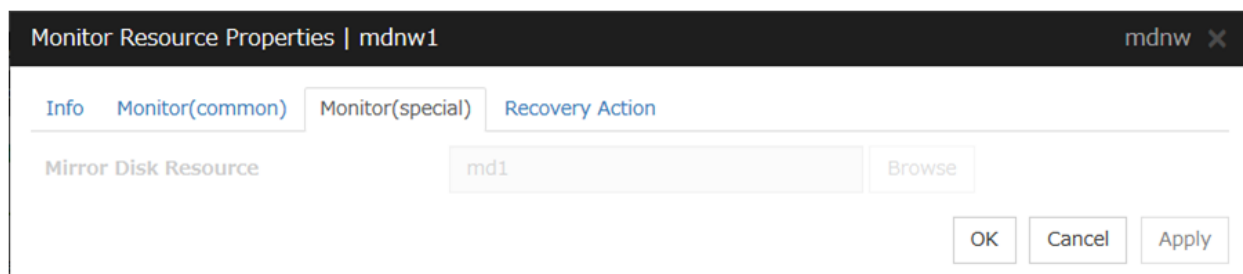 Monitor Resource Properties | mdnw1 mdnw ×
Info Monitor(common) Monitor(special) Recovery Action
Mirror Disk Resource md1 Browse
OK Cancel Apply